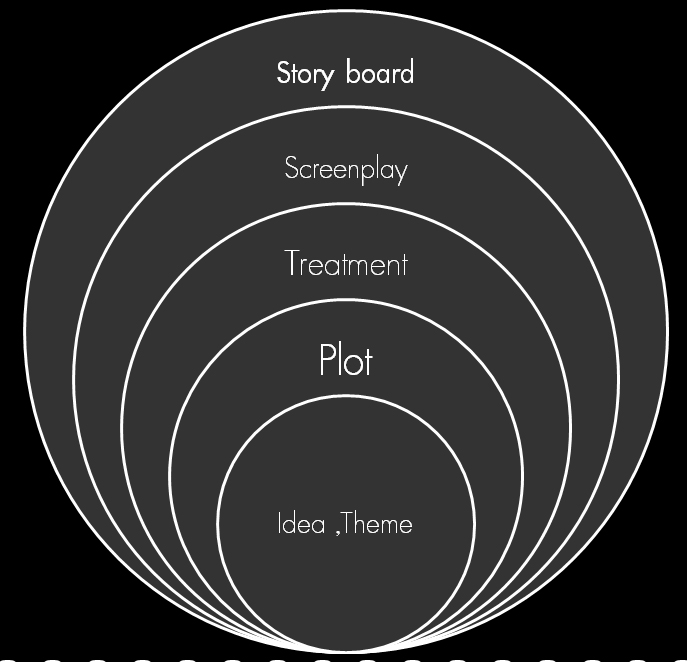 Story board
Screenplay
Treatment
Plot
Idea ,Theme